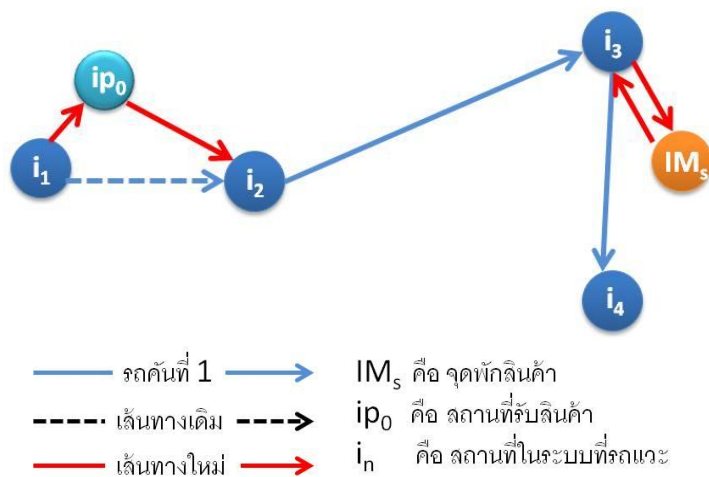 i3
ip0
i1
i2
IMs
i4
รถคันที่ 1
IMs คือ จุดพักสินค้า
เส้นทางเดิม
ip0 คือ สถานที่รับสินค้า
เส้นทางใหม่
in คือ สถานที่ในระบบที่รถแวะ